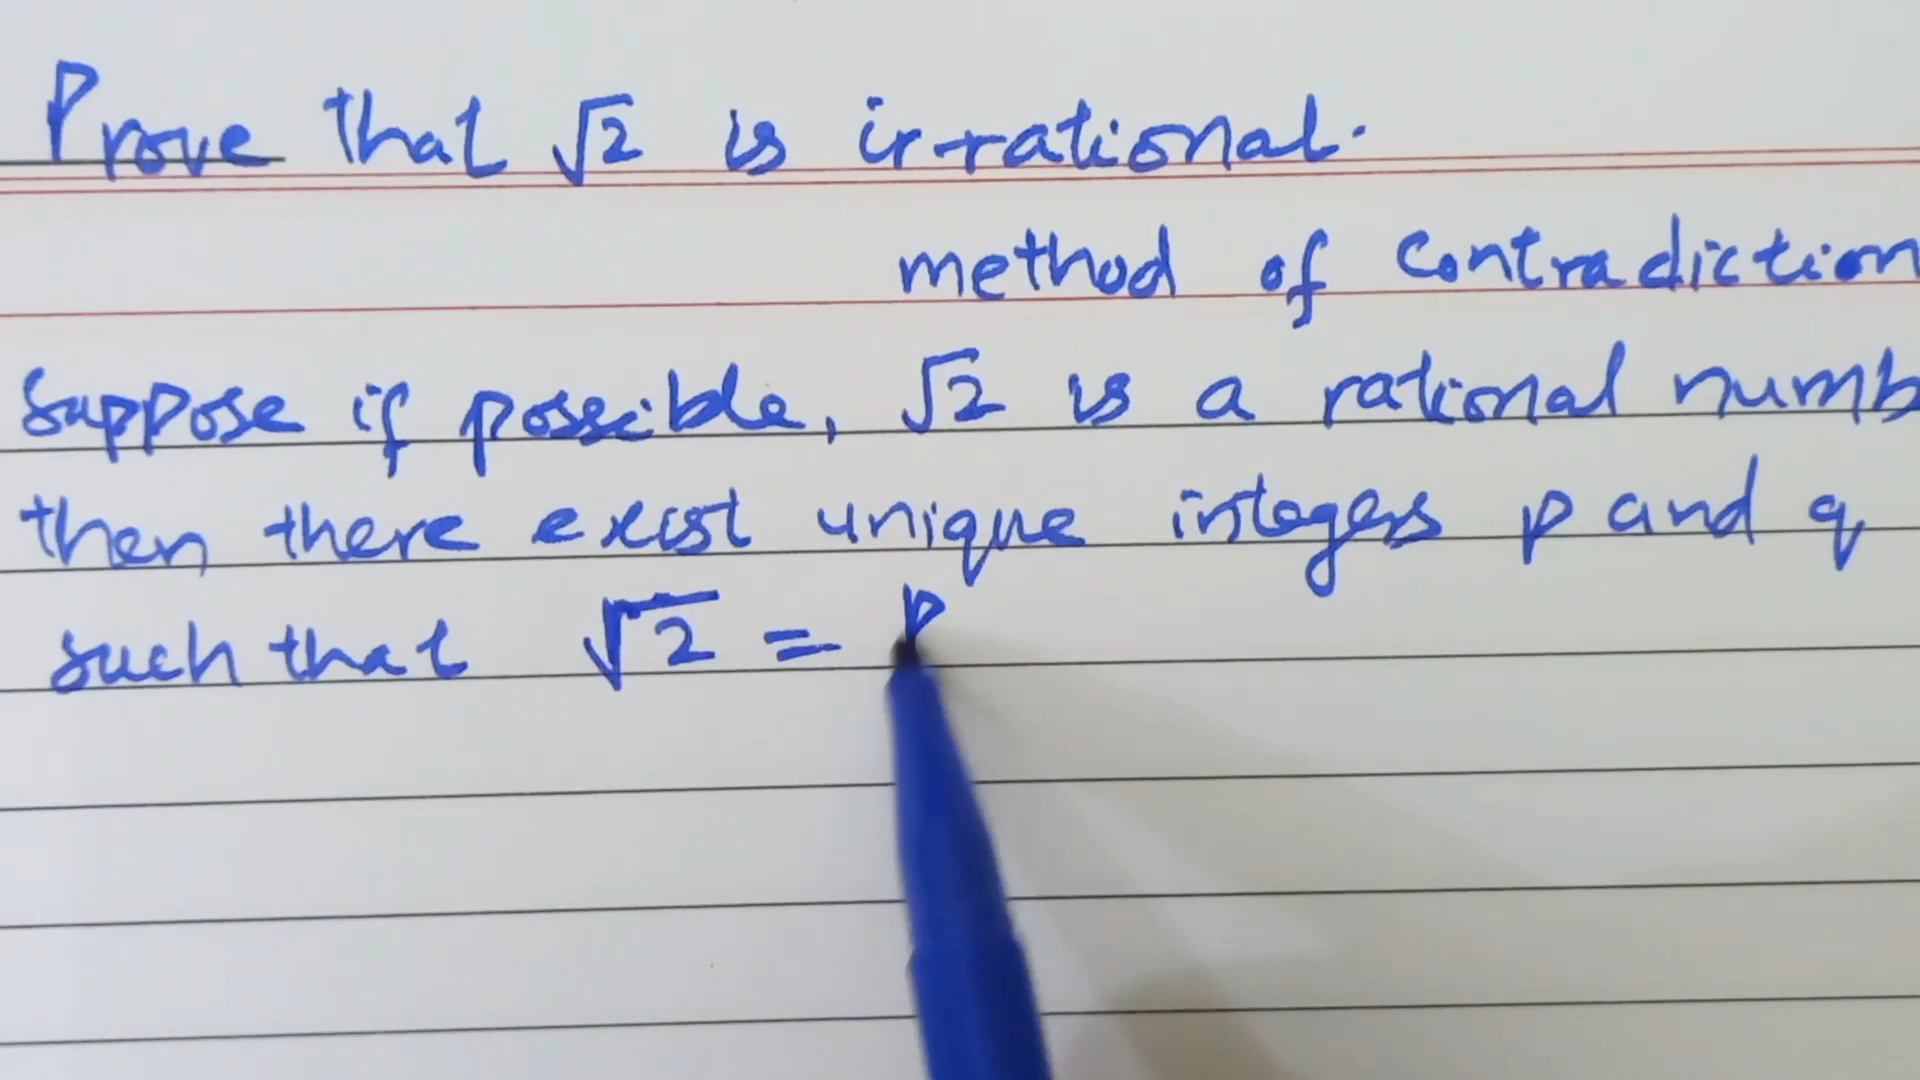 Prove that √2 is irrational.
method of contradiction
Suppose if possible, √2 is a rational numb
then there exist unique integers p and q
such that √2 = p